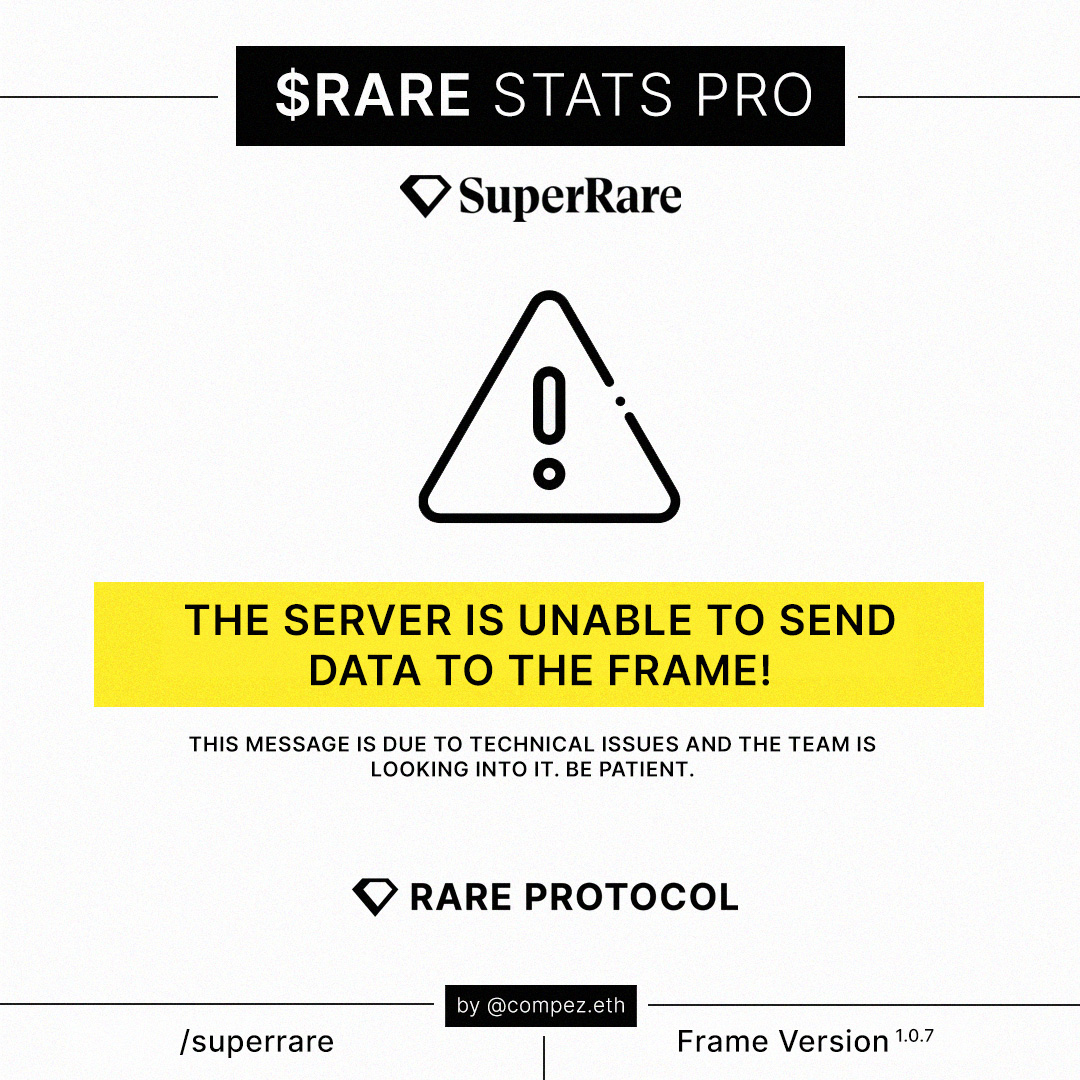 $RARE STATS PRO
SuperRare
THE SERVER IS UNABLE TO SEND
DATA TO THE FRAME!
THIS MESSAGE IS DUE TO TECHNICAL ISSUES AND THE TEAM IS
LOOKING INTO IT. BE PATIENT.
RARE PROTOCOL
by @compez.eth
/superrare
Frame Version 1.0.7